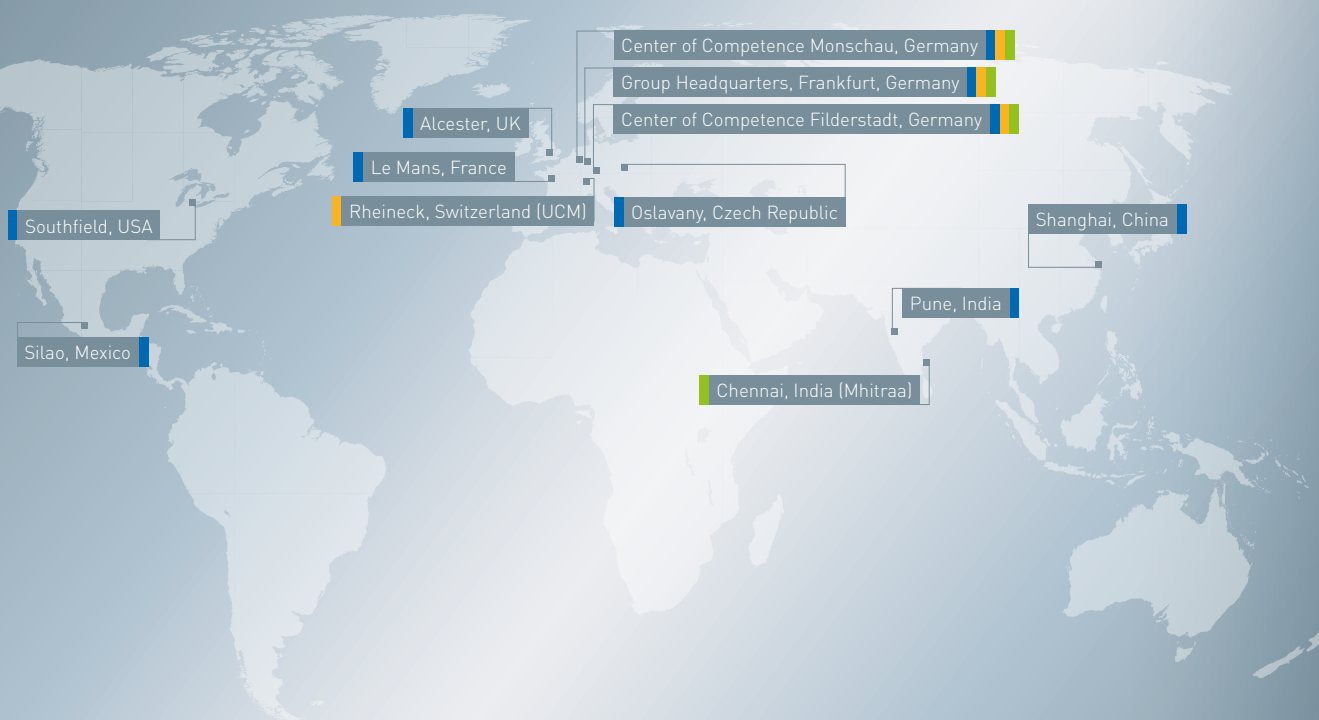 Center of Competence Monschau, Germany
Group Headquarters, Frankfurt, Germany
Center of Competence Filderstadt, Germany
Alcester, UK
Le Mans, France
Rheineck, Switzerland (UCM)
Oslavany, Czech Republic
Southfield, USA
Shanghai, China
Pune, India
Silao, Mexico
Chennai, India (Mhitraa)